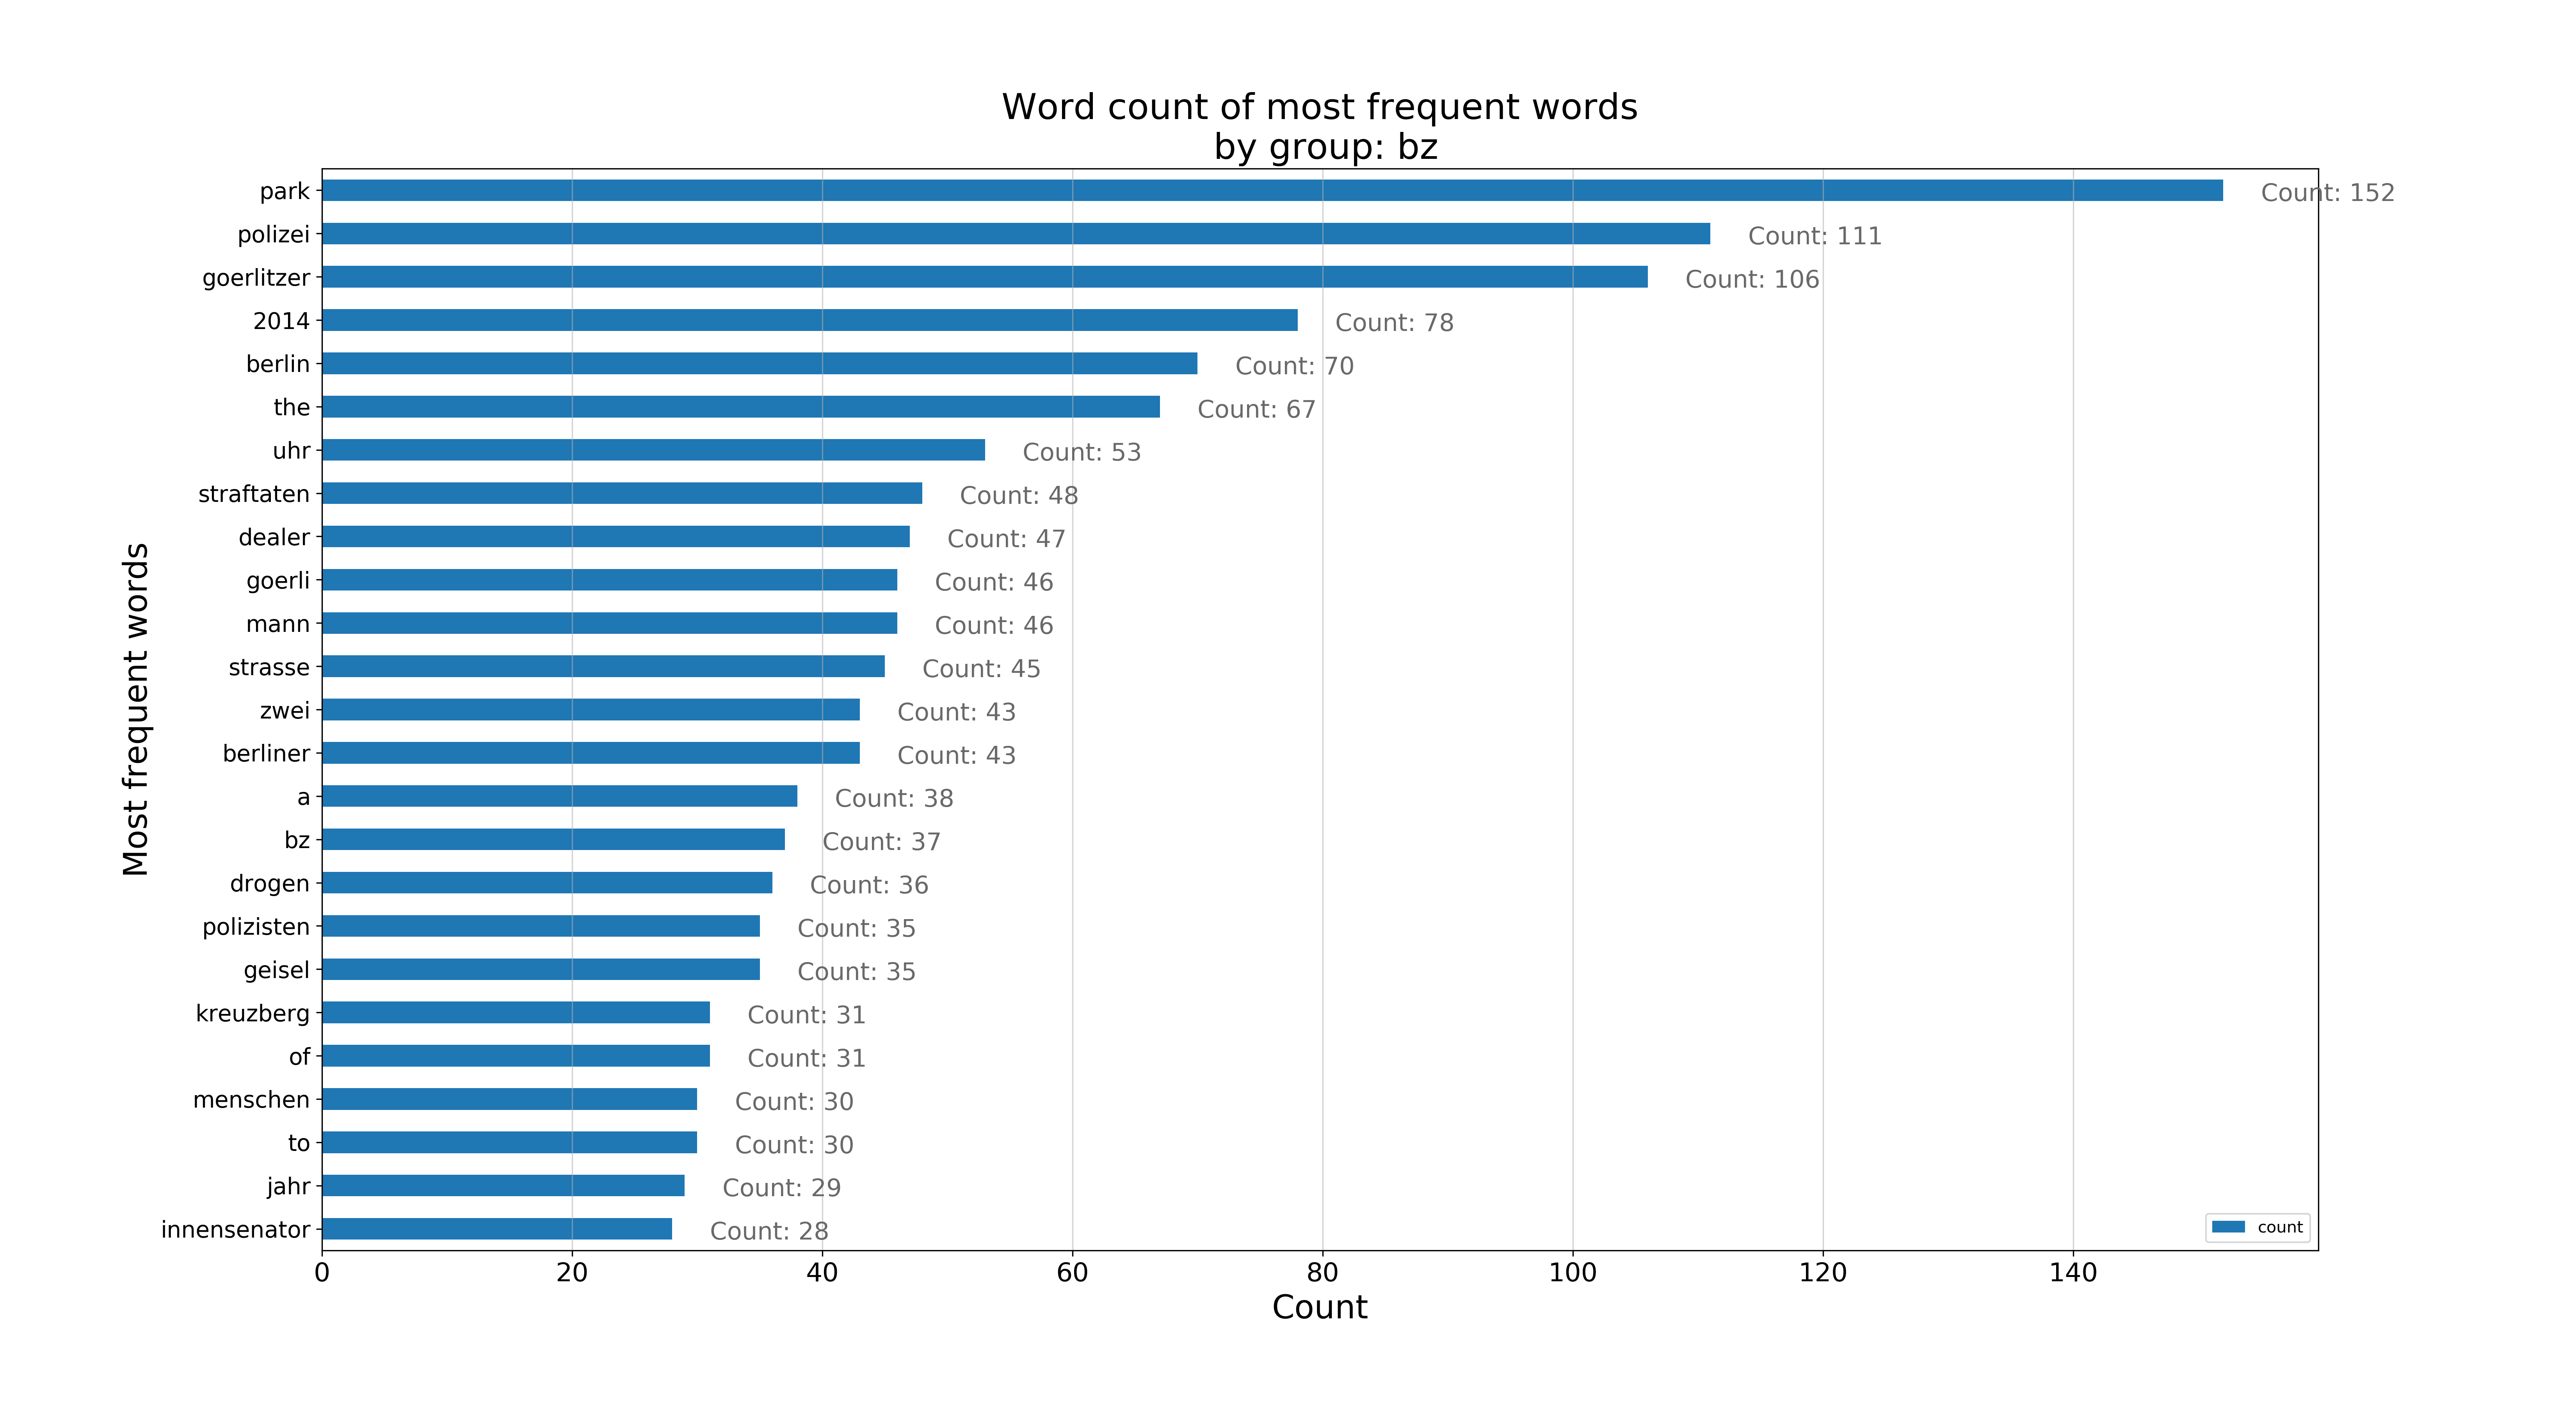 Word count of most frequent words
by group: bz
park Count: 152
polizei Count: 111
goerlitzer Count: 106
2014 Count: 78
berlin Count: 70
the Count: 67
uhr Count: 53
straftaten Count: 48
dealer Count: 47
goerli Count: 46
mann Count: 46
strasse Count: 45
zwei Count: 43
berliner Count: 43
a Count: 38
bz Count: 37
drogen Count: 36
polizisten Count: 35
geisel Count: 35
kreuzberg Count: 31
of Count: 31
menschen Count: 30
to Count: 30
jahr Count: 29
innensenator Count: 28
Most frequent words
count
0 20 40 60 80 100 120 140
Count